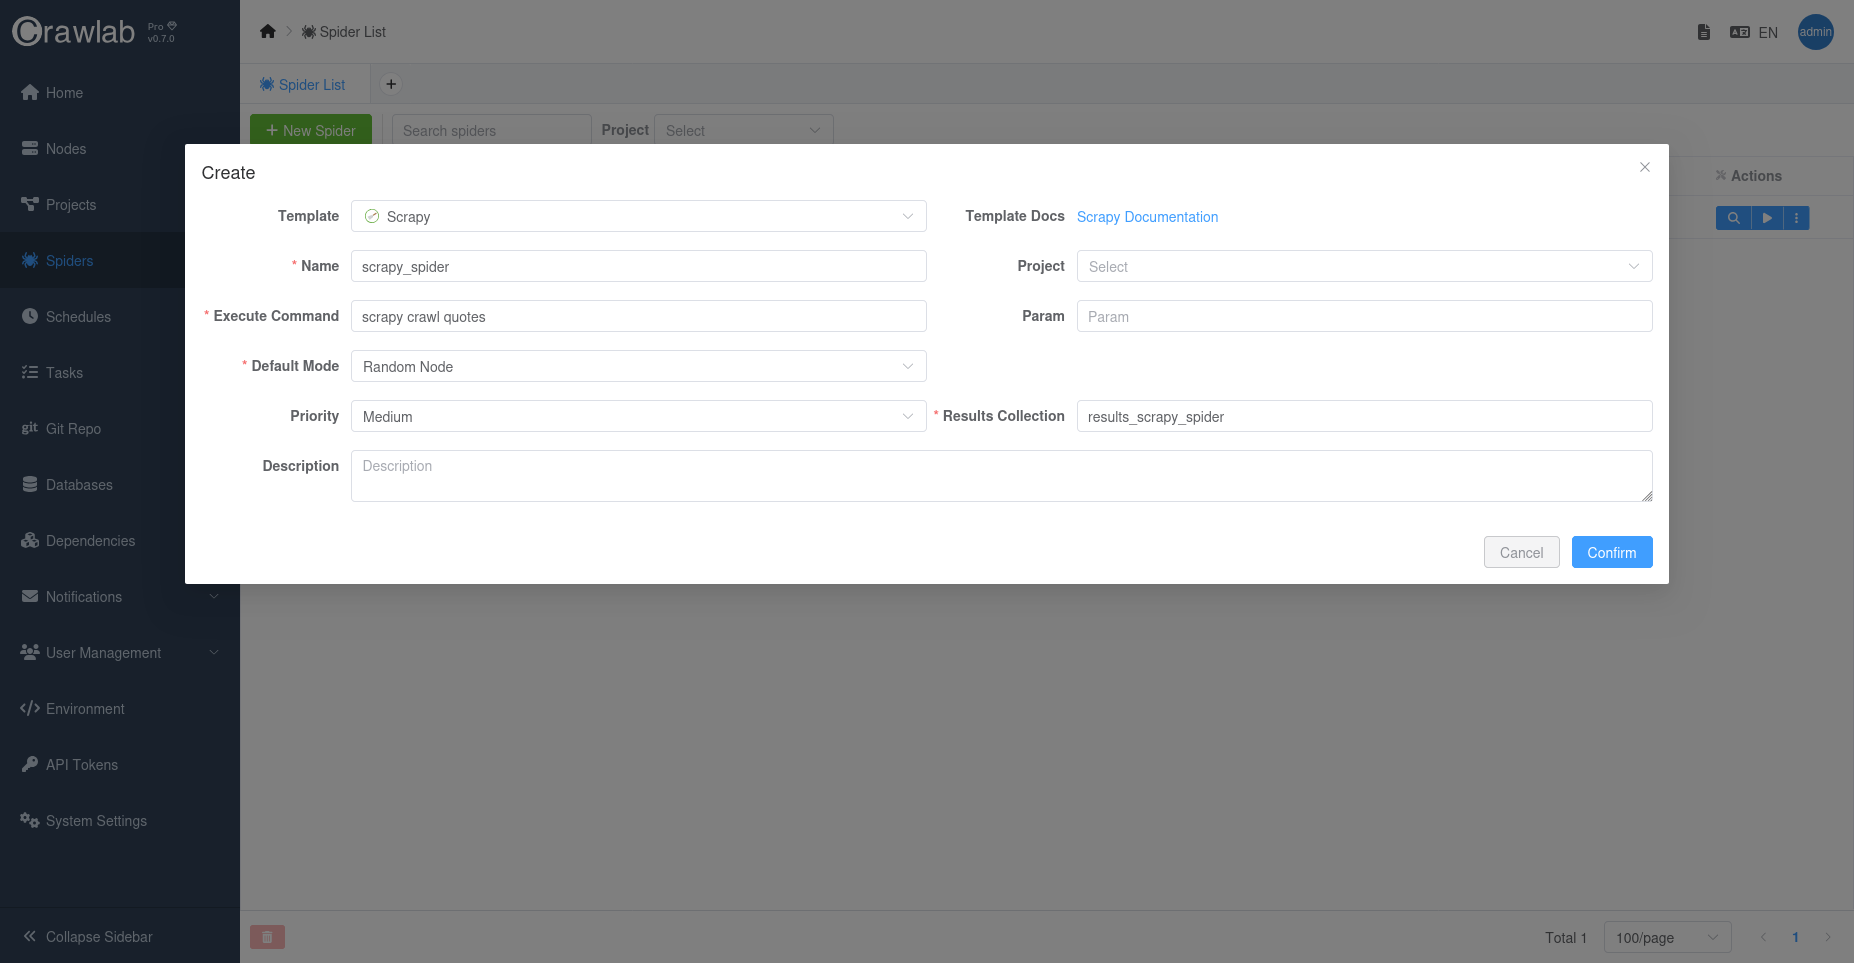 Crawlab Pro
v0.7.0
Home
Nodes
Projects
Spiders
Schedules
Tasks
git Git Repo
Databases
Dependencies
Notifications
User Management
Environment
API Tokens
System Settings
Collapse Sidebar
Spider List
EN
admin
Spider List
New Spider
Search spiders
Project
Select
Actions
Create
Template
Scrapy
Template Docs
Scrapy Documentation
* Name
scrapy_spider
Project
Select
* Execute Command
scrapy crawl quotes
Param
Param
* Default Mode
Random Node
Priority
Medium
* Results Collection
results_scrapy_spider
Description
Description
Cancel
Confirm
Total 1
100/page
1